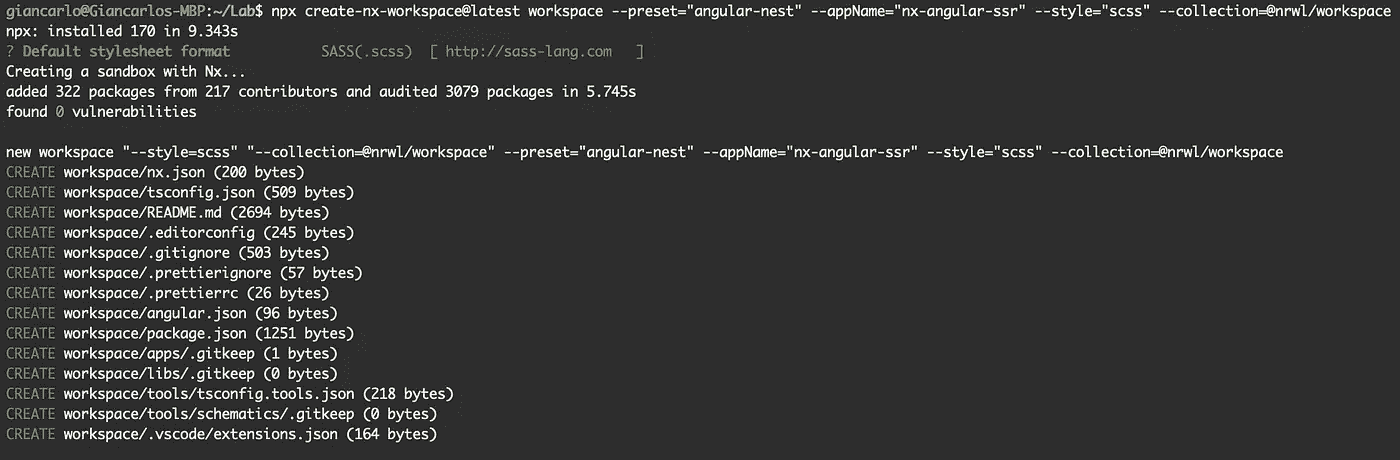 giancarlo@Giancarlos-MBP:~/Lab$ npx create-nx-workspace@latest workspace --preset="angular-nest" --appName="nx-angular-ssr" --style="scss" --collection=@nrwl/workspace
npx: installed 170 in 9.343s
? Default stylesheet format SASS(.scss) [ http://sass-lang.com ]
Creating a sandbox with Nx...
added 322 packages from 217 contributors and audited 3079 packages in 5.745s
found 0 vulnerabilities
new workspace "--style=scss" "--collection=@nrwl/workspace" --preset="angular-nest" --appName="nx-angular-ssr" --style="scss" --collection=@nrwl/workspace
CREATE workspace/nx.json (200 bytes)
CREATE workspace/tsconfig.json (509 bytes)
CREATE workspace/README.md (2694 bytes)
CREATE workspace/.editorconfig (245 bytes)
CREATE workspace/.gitignore (503 bytes)
CREATE workspace/.prettierignore (57 bytes)
CREATE workspace/.prettierrc (26 bytes)
CREATE workspace/angular.json (96 bytes)
CREATE workspace/package.json (1251 bytes)
CREATE workspace/apps/.gitkeep (1 bytes)
CREATE workspace/libs/.gitkeep (0 bytes)
CREATE workspace/tools/tsconfig.tools.json (218 bytes)
CREATE workspace/tools/schematics/.gitkeep (0 bytes)
CREATE workspace/.vscode/extensions.json (164 bytes)